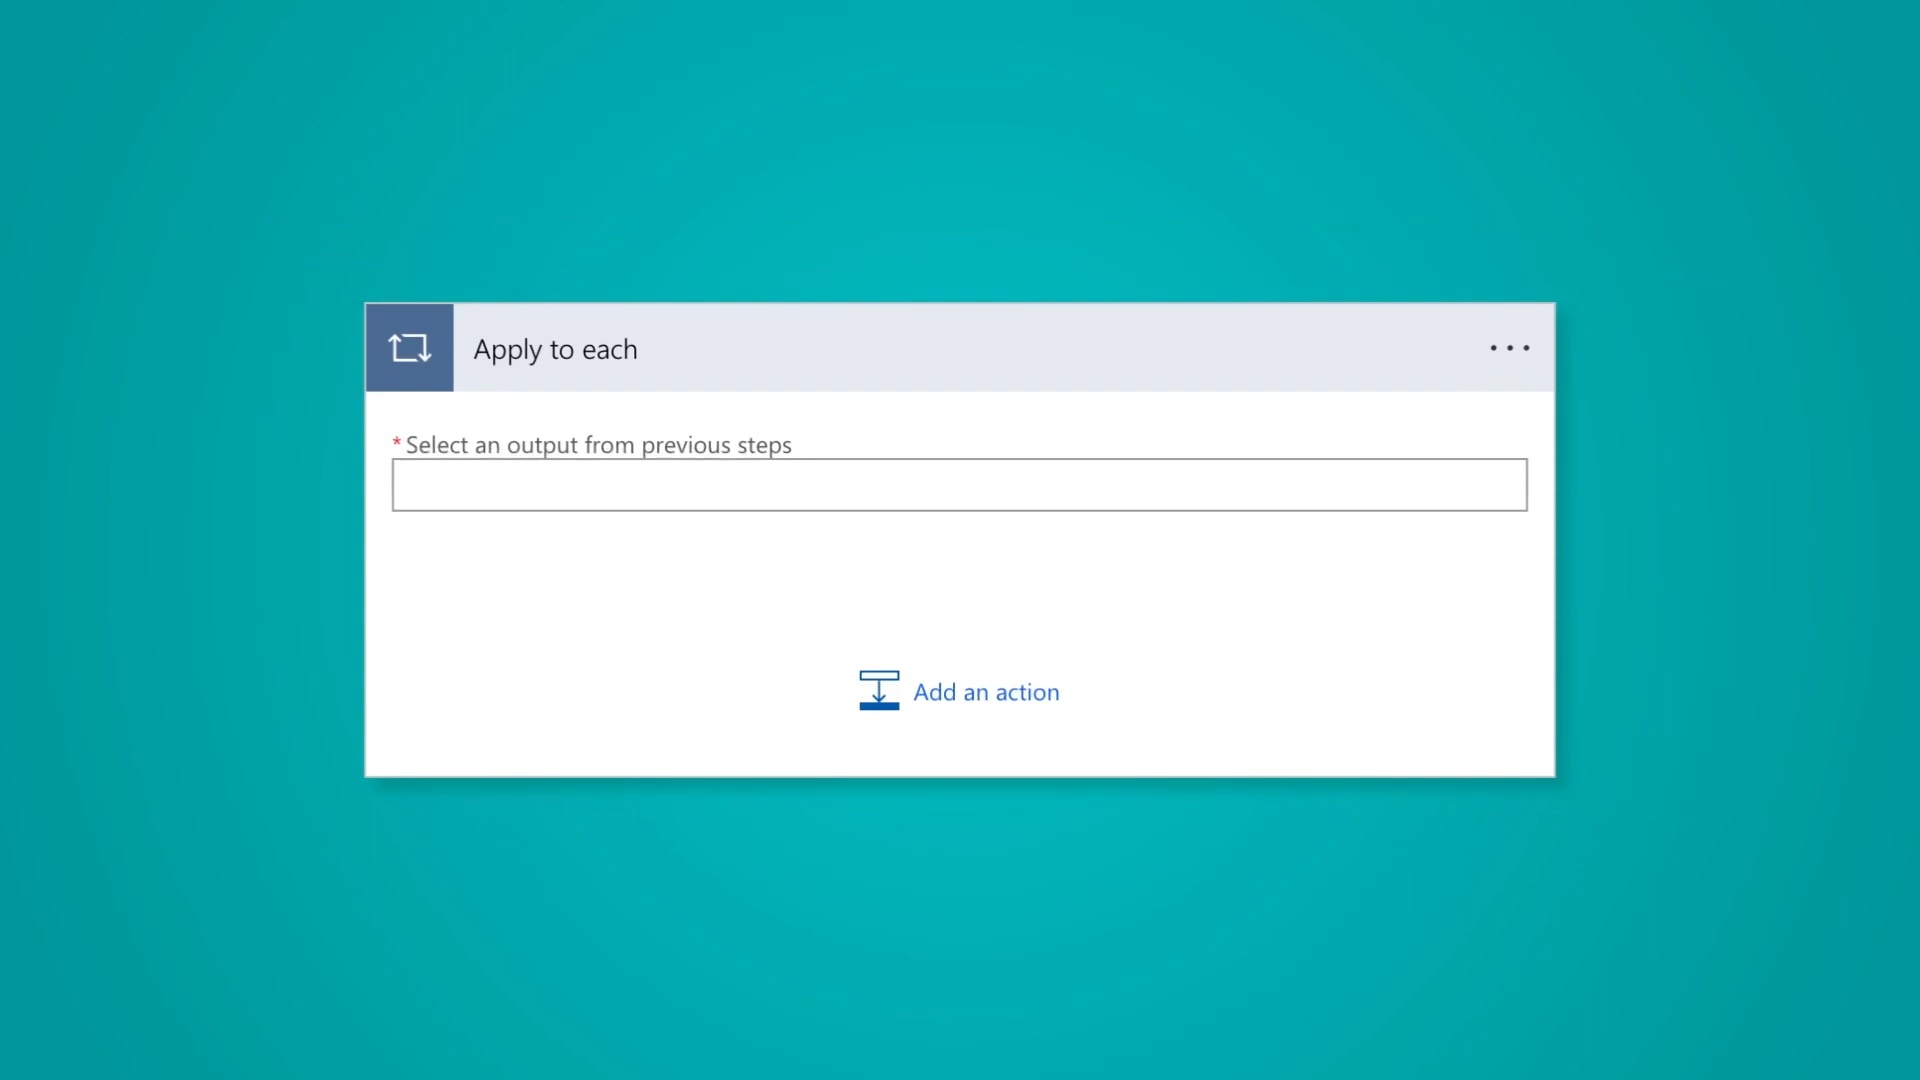 Apply to each
* Select an output from previous steps
Add an action